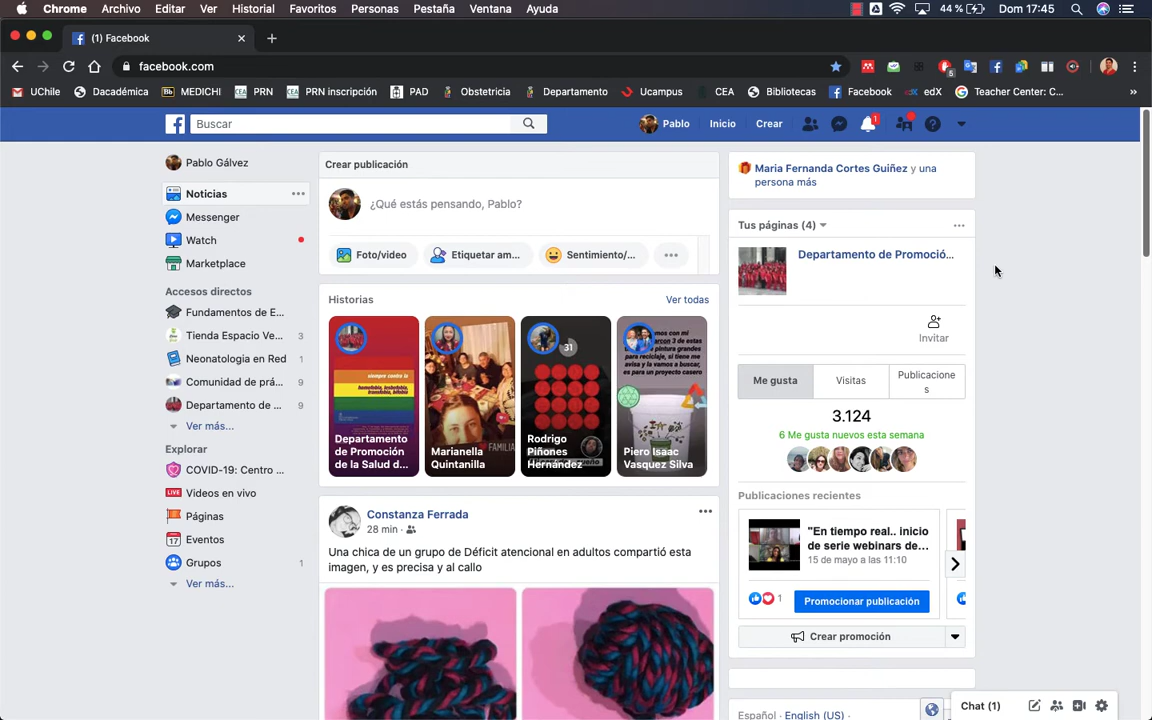 Chrome Archivo Editar Ver Historial Favoritos Personas Pestaña Ventana Ayuda 44 % Dom 17:45
(1) Facebook
facebook.com
UChile Dacadémica MEDICHI PRN PRN inscripción PAD Obstetricia Departamento Ucampus CEA Bibliotecas Facebook edX Teacher Center: C... »
Buscar Pablo Inicio Crear 1
Pablo Gálvez
Noticias
Messenger
Watch
Marketplace
Accesos directos
Fundamentos de E...
Tienda Espacio Ve... 3
Neonatologia en Red 1
Comunidad de prá... 9
Departamento de ... 9
Ver más...
Explorar
COVID-19: Centro ...
Videos en vivo
Páginas
Eventos
Grupos 1
Ver más...
Crear publicación
¿Qué estás pensando, Pablo?
Foto/video Etiquetar am... Sentimiento/...
Historias Ver todas
Departamento
de Promoción
de la Salud d...
Marianella
Quintanilla
31
Rodrigo
Piñones
Hernández
Piero Isaac
Vasquez Silva
Constanza Ferrada
28 min
Una chica de un grupo de Déficit atencional en adultos compartió esta
imagen, y es precisa y al callo
Maria Fernanda Cortes Guiñez y una
persona más
Tus páginas (4)
Departamento de Promoció...
Invitar
Me gusta Visitas Publicacione
s
3.124
6 Me gusta nuevos esta semana
Publicaciones recientes
"En tiempo real.. inicio
de serie webinars de...
15 de mayo a las 11:10
1 Promocionar publicación
Crear promoción
Español · English (US) ·
Chat (1)